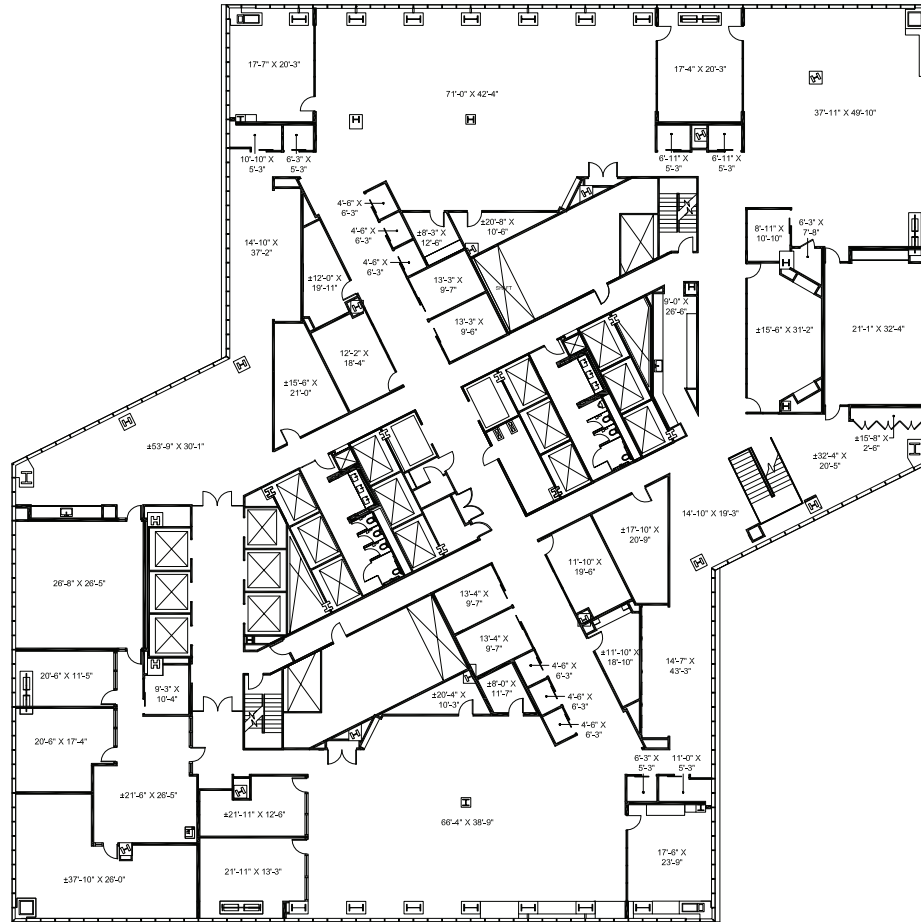 17'-7" X 20'-3"
71'-0" X 42'-4"
17'-4" X 20'-3"
37'-11" X 49'-10"
10'-10" X
5'-3"
6'-3" X
5'-3"
6'-11" X
5'-3"
6'-11" X
5'-3"
4'-6" X
6'-3"
4'-6" X
6'-3"
4'-6" X
6'-3"
±8'-3" X
12'-6"
±20'-8" X
10'-6"
8'-11" X
10'-10"
6'-3" X
7'-8"
14'-10" X
37'-2"
±12'-0" X
19'-11"
13'-3" X
9'-7"
SHAFT
9'-0" X
26'-6"
13'-3" X
9'-6"
±15'-6" X 31'-2"
21'-1" X 32'-4"
12'-2" X
18'-4"
±15'-6" X
21'-0"
±53'-9" X 30'-1"
±15'-8" X
2'-6"
±32'-4" X
20'-5"
14'-10" X 19'-3"
±17'-10" X
20'-9"
11'-10" X
19'-6"
26'-8" X 26'-5"
13'-4" X
9'-7"
13'-4" X
9'-7"
±11'-10" X
18'-10"
14'-7" X
43'-3"
4'-6" X
6'-3"
4'-6" X
6'-3"
4'-6" X
6'-3"
20'-6" X 11'-5"
9'-3" X
10'-4"
±20'-4" X
10'-3"
±8'-0" X
11'-7"
20'-6" X 17'-4"
6'-3" X
5'-3"
11'-0" X
5'-3"
±21'-6" X 26'-5"
±21'-11" X 12'-6"
66'-4" X 38'-9"
17'-6" X
23'-9"
±37'-10" X 26'-0"
21'-11" X 13'-3"